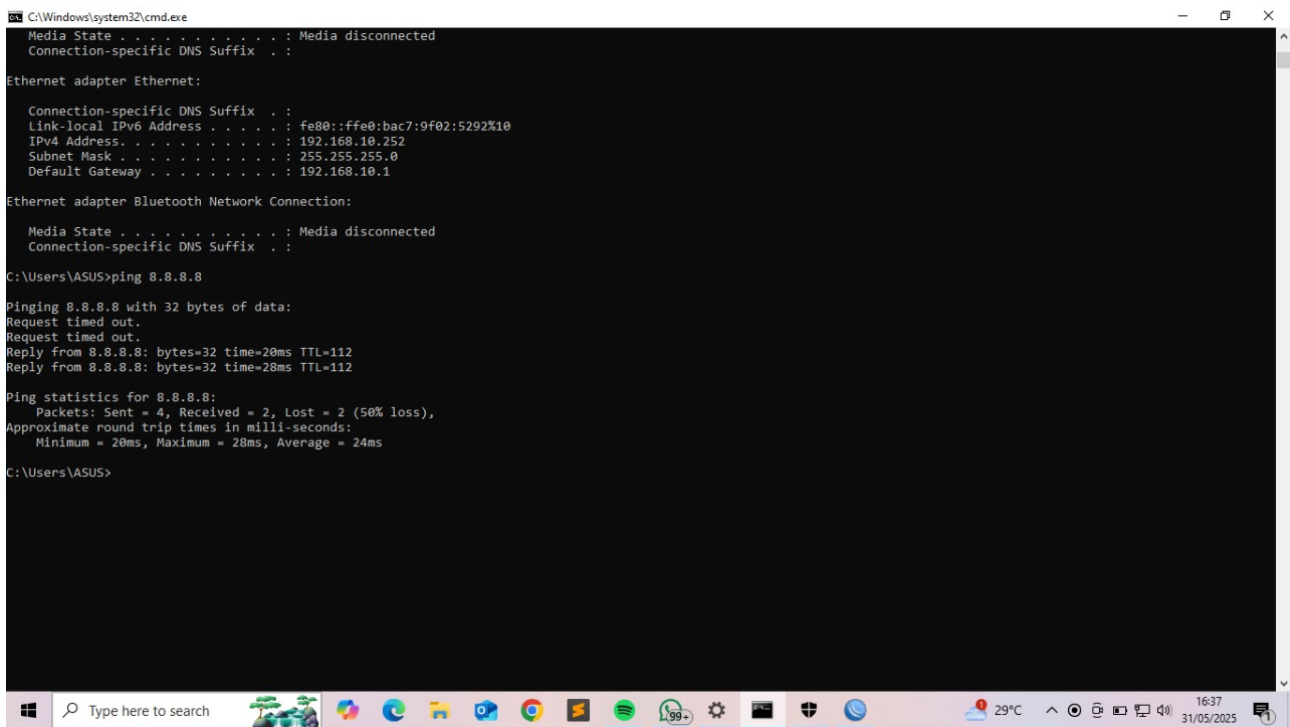 C:\Windows\system32\cmd.exe
Media State . . . . . . . . . . . : Media disconnected
Connection-specific DNS Suffix  . :
Ethernet adapter Ethernet:
Connection-specific DNS Suffix  . :
Link-local IPv6 Address . . . . . : fe80::ffe0:bac7:9f02:5292%10
IPv4 Address. . . . . . . . . . . : 192.168.10.252
Subnet Mask . . . . . . . . . . . : 255.255.255.0
Default Gateway . . . . . . . . . : 192.168.10.1
Ethernet adapter Bluetooth Network Connection:
Media State . . . . . . . . . . . : Media disconnected
Connection-specific DNS Suffix  . :
C:\Users\ASUS>ping 8.8.8.8
Pinging 8.8.8.8 with 32 bytes of data:
Request timed out.
Request timed out.
Reply from 8.8.8.8: bytes=32 time=20ms TTL=112
Reply from 8.8.8.8: bytes=32 time=28ms TTL=112
Ping statistics for 8.8.8.8:
Packets: Sent = 4, Received = 2, Lost = 2 (50% loss),
Approximate round trip times in milli-seconds:
Minimum = 20ms, Maximum = 28ms, Average = 24ms
C:\Users\ASUS>
Type here to search
99+
29°C
16:37
31/05/2025